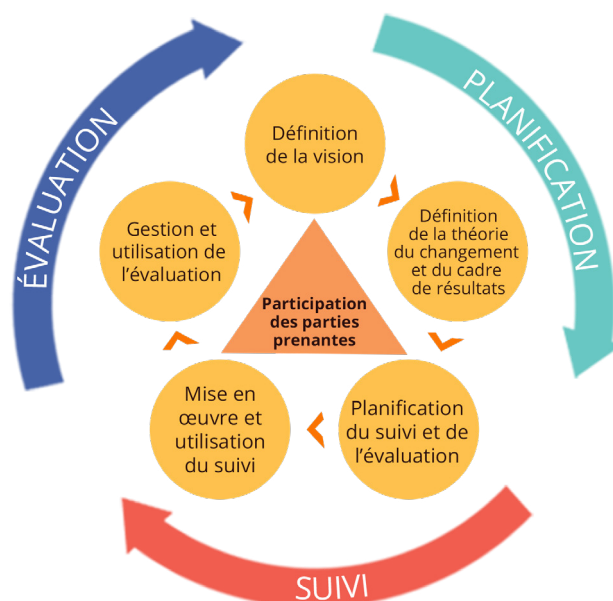 ÉVALUATION
PLANIFICATION
Définition
de la vision
Définition
de la théorie
du changement
et du cadre
de résultats
Gestion et
utilisation de
l’évaluation
Participation
des parties
prenantes
Mise en
œuvre et
utilisation
du suivi
Planification
du suivi et de
l’évaluation
SUIVI